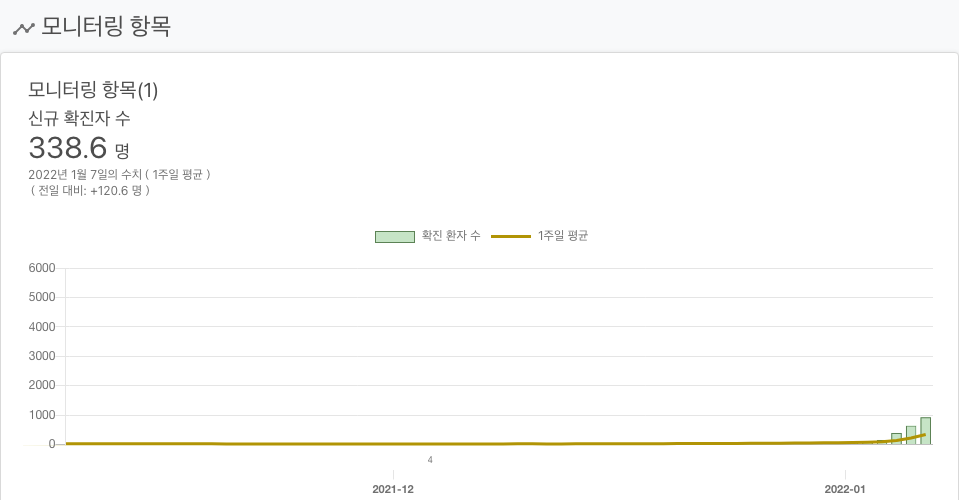 모니터링 항목
모니터링 항목(1)
신규 확진자 수
338.6 명
2022년 1월 7일의 수치 ( 1주일 평균 )
( 전일 대비: +120.6 명 )
확진 환자 수 1주일 평균
6000
5000
4000
3000
2000
1000
0
4
2021-12 2022-01